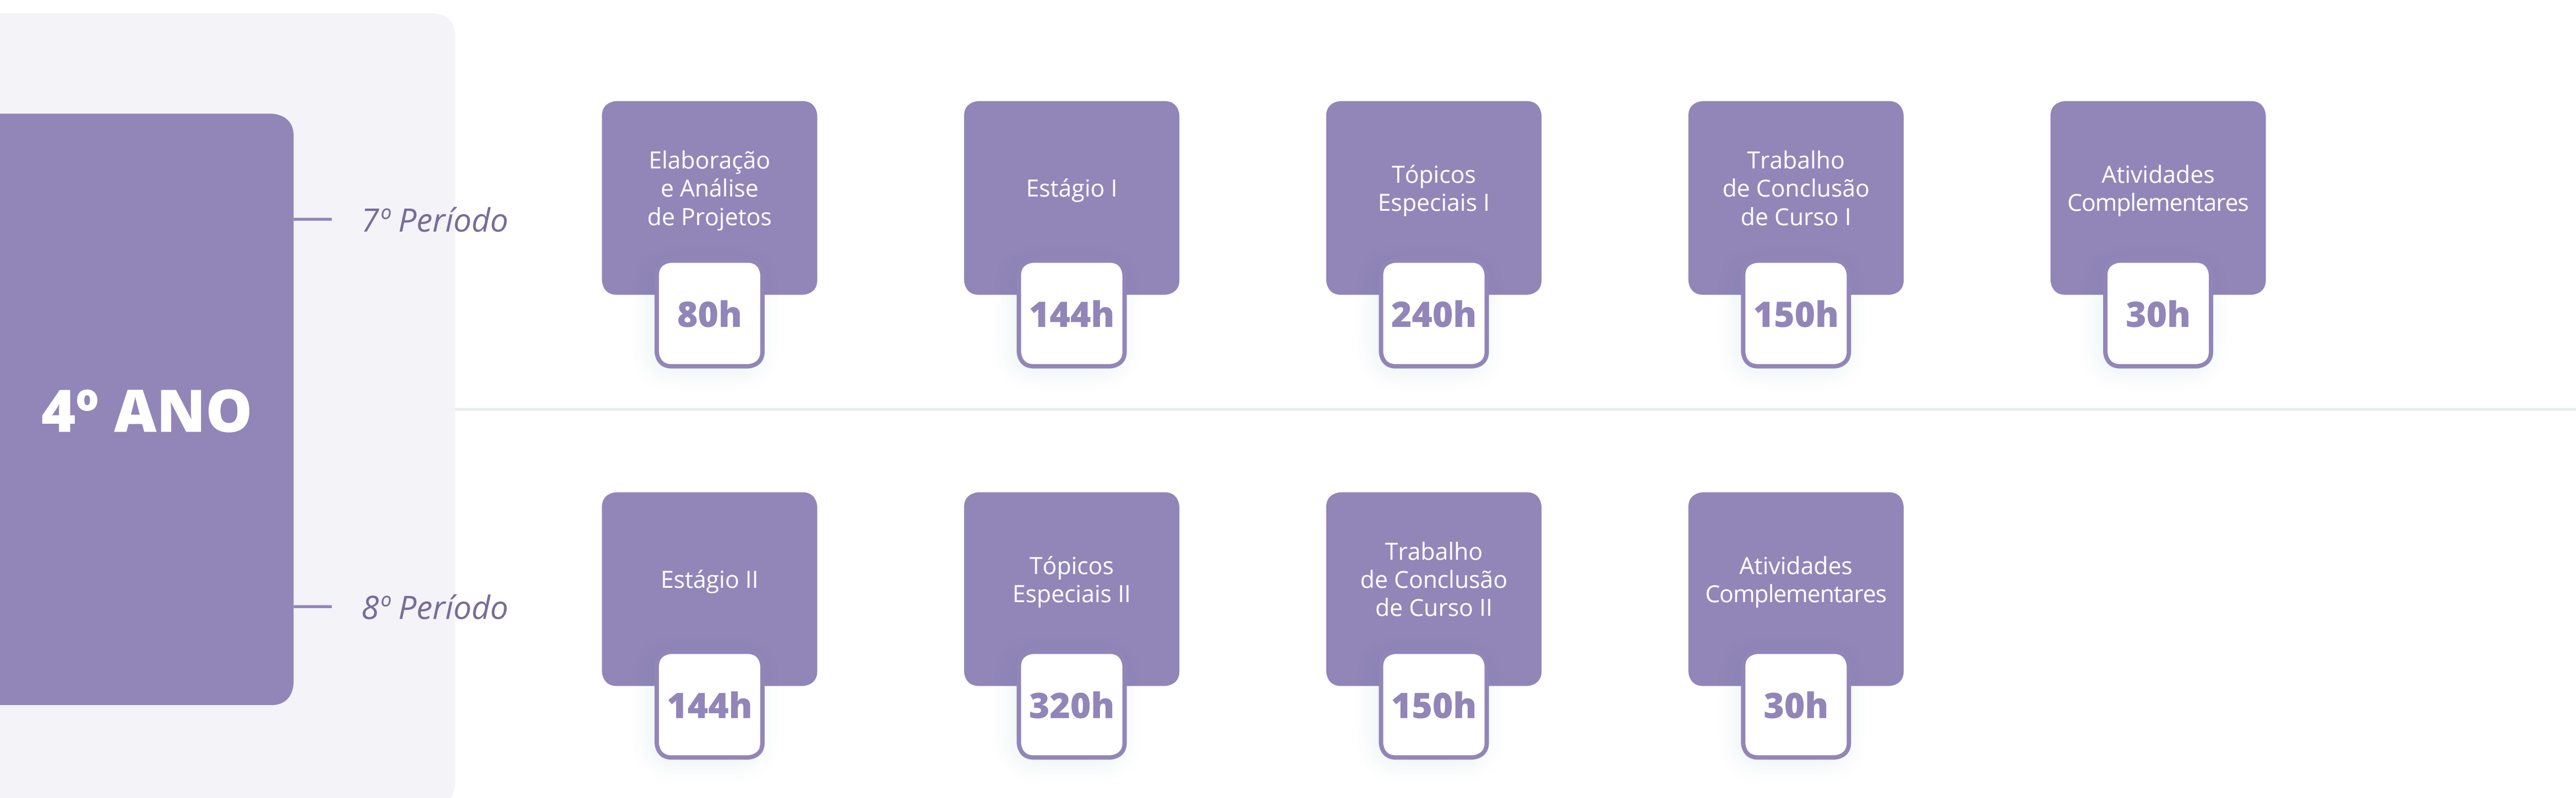 4º ANO
7º Período
Elaboração
e Análise
de Projetos
80h
Estágio I
144h
Tópicos
Especiais I
240h
Trabalho
de Conclusão
de Curso I
150h
Atividades
Complementares
30h
8º Período
Estágio II
144h
Tópicos
Especiais II
320h
Trabalho
de Conclusão
de Curso II
150h
Atividades
Complementares
30h